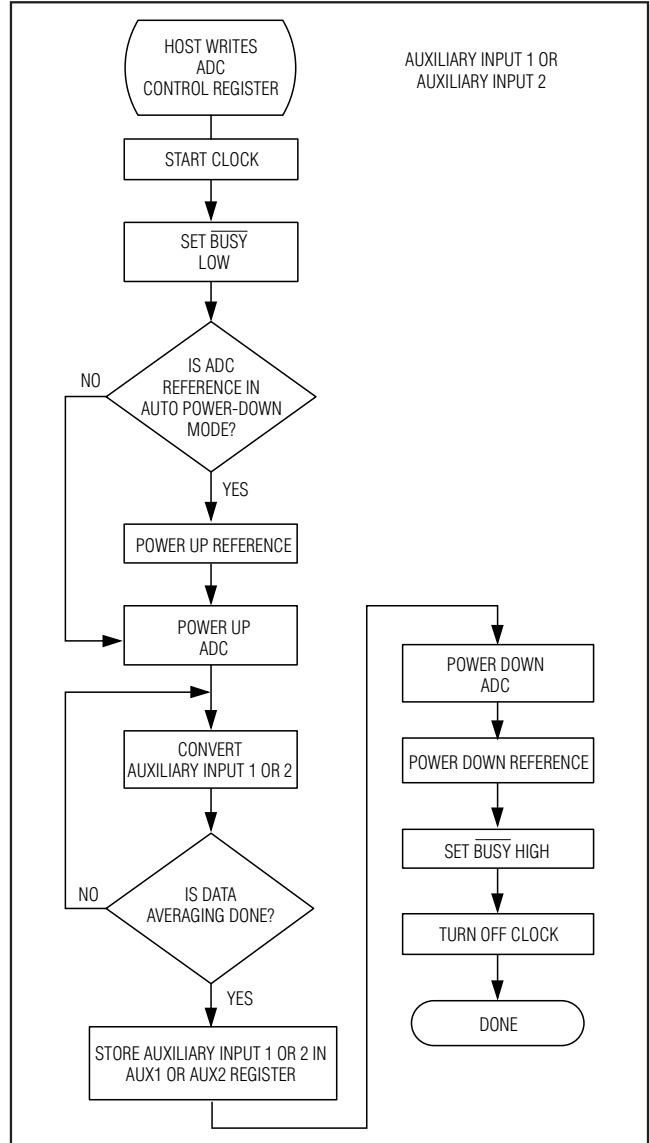 HOST WRITES
ADC
CONTROL REGISTER
AUXILIARY INPUT 1 OR
AUXILIARY INPUT 2
START CLOCK
SET B̅U̅S̅Y̅
LOW
IS ADC
REFERENCE IN
AUTO POWER-DOWN
MODE?
NO
YES
POWER UP REFERENCE
POWER UP
ADC
CONVERT
AUXILIARY INPUT 1 OR 2
IS DATA
AVERAGING DONE?
NO
YES
STORE AUXILIARY INPUT 1 OR 2 IN
AUX1 OR AUX2 REGISTER
POWER DOWN
ADC
POWER DOWN REFERENCE
SET B̅U̅S̅Y̅ HIGH
TURN OFF CLOCK
DONE